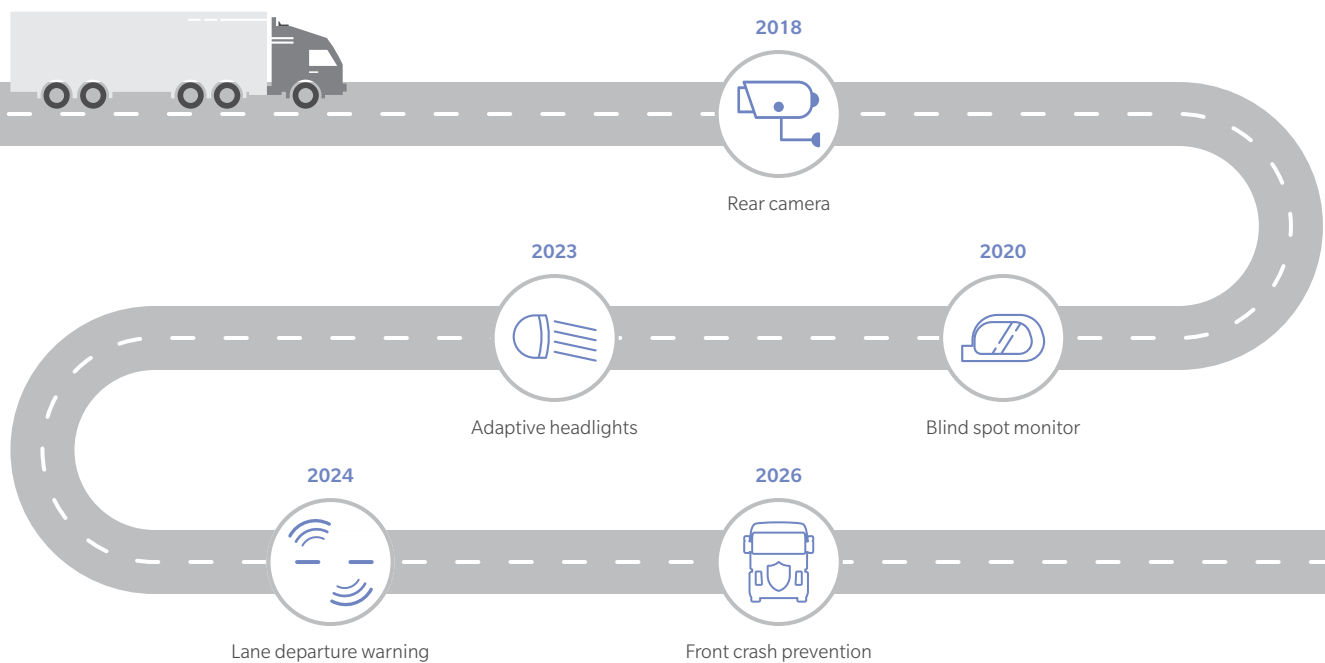 2018
Rear camera
2020
Blind spot monitor
2023
Adaptive headlights
2024
Lane departure warning
2026
Front crash prevention